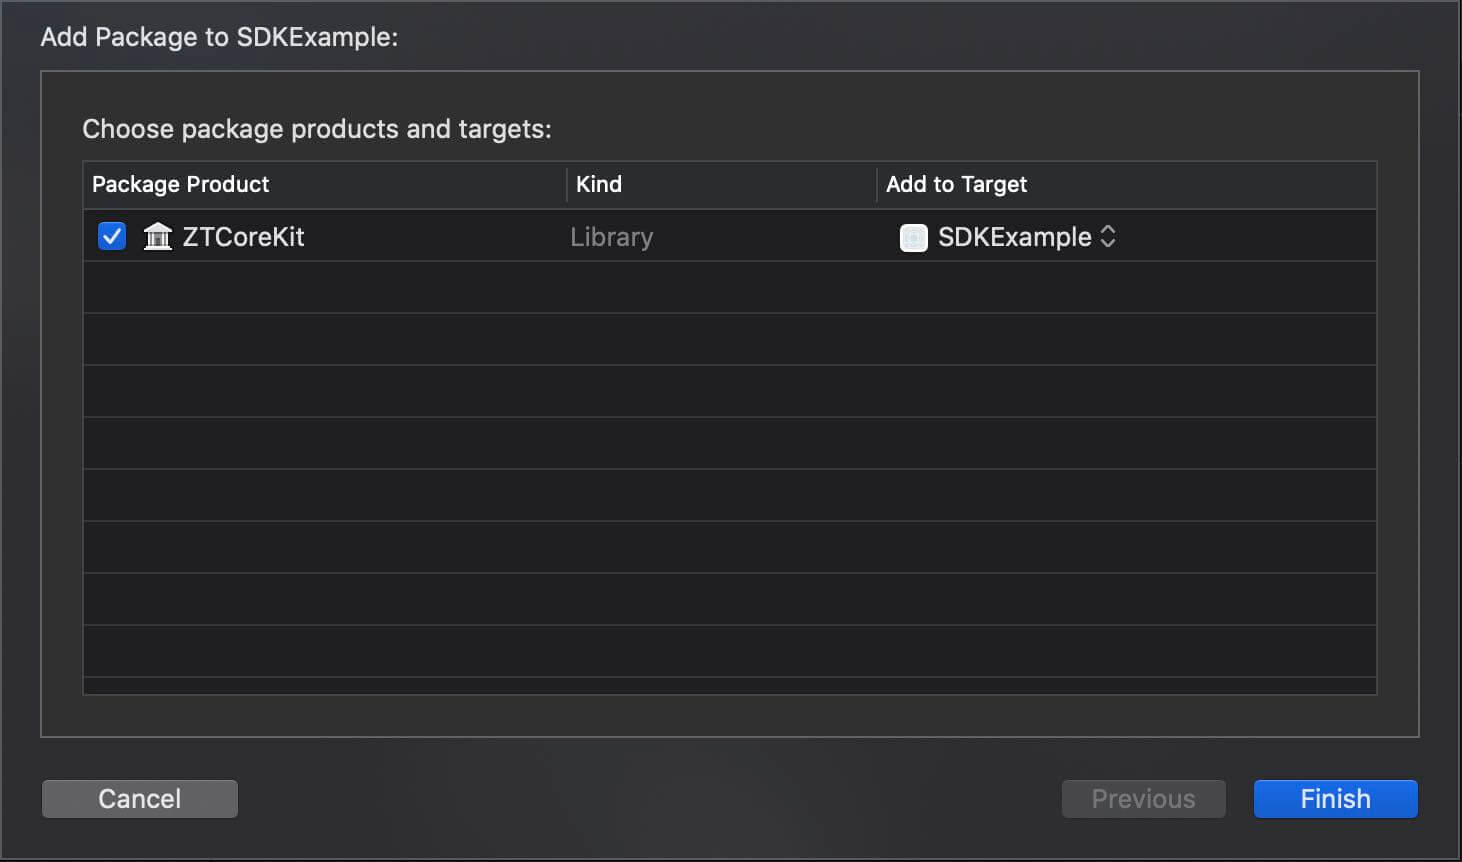 Add Package to SDKExample:
Choose package products and targets:
Package Product Kind Add to Target
ZTCoreKit Library SDKExample
Cancel Previous Finish